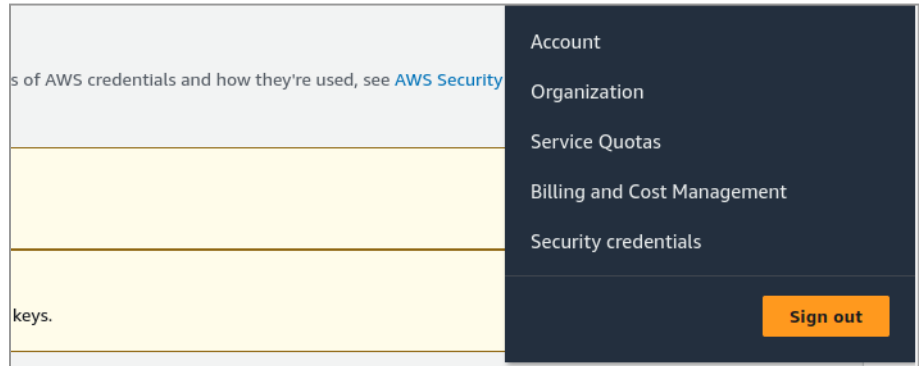 Account
s of AWS credentials and how they're used, see AWS Security
Organization
Service Quotas
Billing and Cost Management
Security credentials
keys.
Sign out